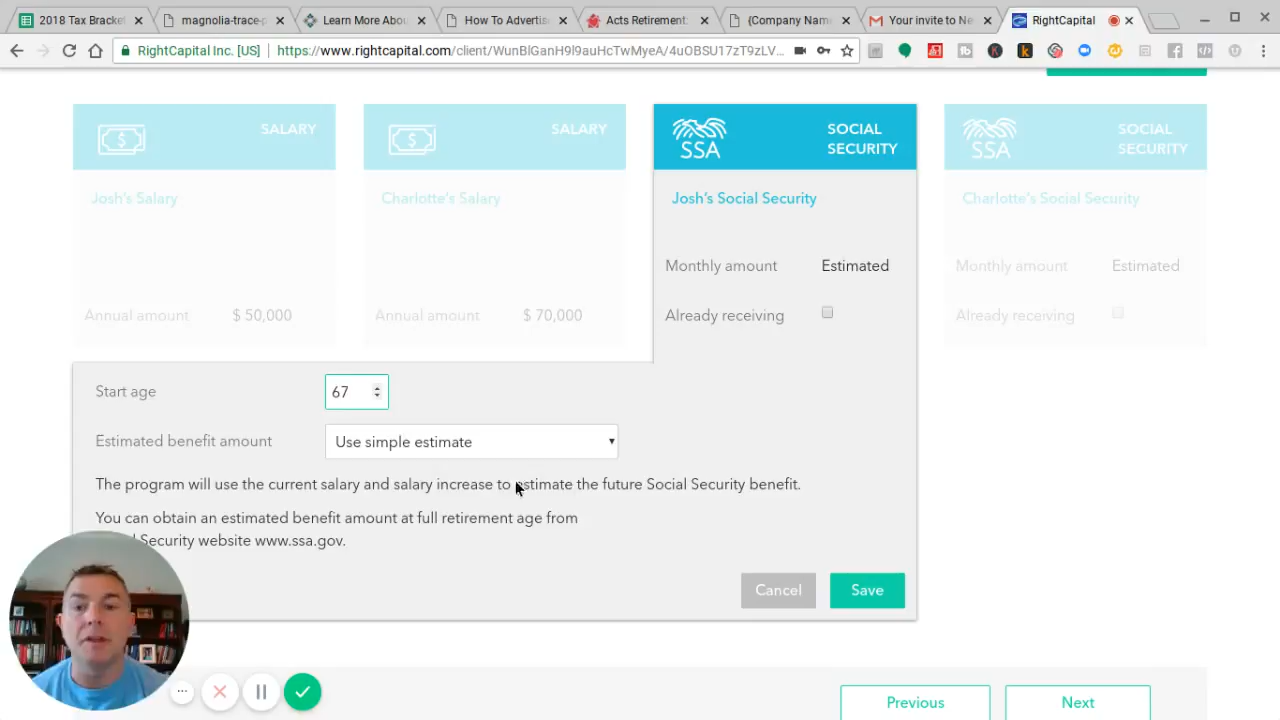 2018 Tax Bracket
magnolia-trace-p
Learn More Abou
How To Advertis
Acts Retirement
{Company Name
Your invite to Ne
RightCapital
RightCapital Inc. [US]
https://www.rightcapital.com/client/WunBlGanH9l9auHcTwMyeA/4uOBSU17zT9zLV...
SALARY
Josh's Salary
Annual amount $ 50,000
SALARY
Charlotte's Salary
Annual amount $ 70,000
SSA
SOCIAL
SECURITY
Josh's Social Security
Monthly amount Estimated
Already receiving
SSA
SOCIAL
SECURITY
Charlotte's Social Security
Monthly amount Estimated
Already receiving
Start age 67
Estimated benefit amount Use simple estimate
The program will use the current salary and salary increase to estimate the future Social Security benefit.
You can obtain an estimated benefit amount at full retirement age from
Security website www.ssa.gov.
Cancel
Save
Previous
Next